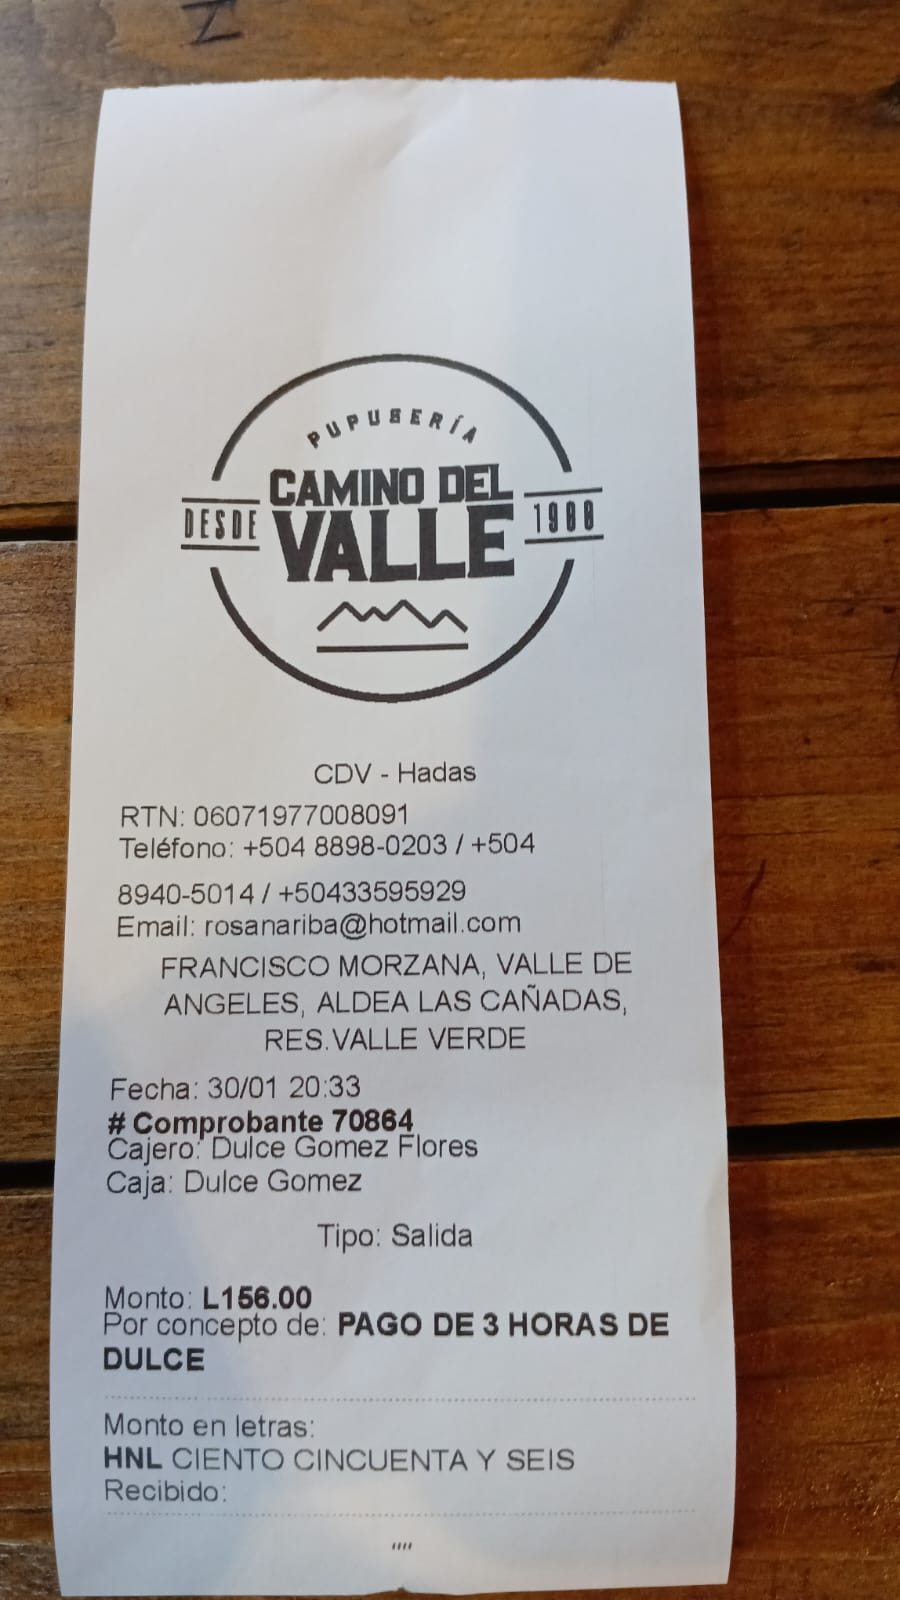 PUPUSERÍA
CAMINO DEL
DESDE VALLE 1988
CDV - Hadas
RTN: 06071977008091
Teléfono: +504 8898-0203 / +504
8940-5014 / +50433595929
Email: rosanariba@hotmail.com
FRANCISCO MORZANA, VALLE DE
ANGELES, ALDEA LAS CAÑADAS,
RES.VALLE VERDE
Fecha: 30/01 20:33
# Comprobante 70864
Cajero: Dulce Gomez Flores
Caja: Dulce Gomez
Tipo: Salida
Monto: L156.00
Por concepto de: PAGO DE 3 HORAS DE
DULCE
Monto en letras:
HNL CIENTO CINCUENTA Y SEIS
Recibido:
,,,,